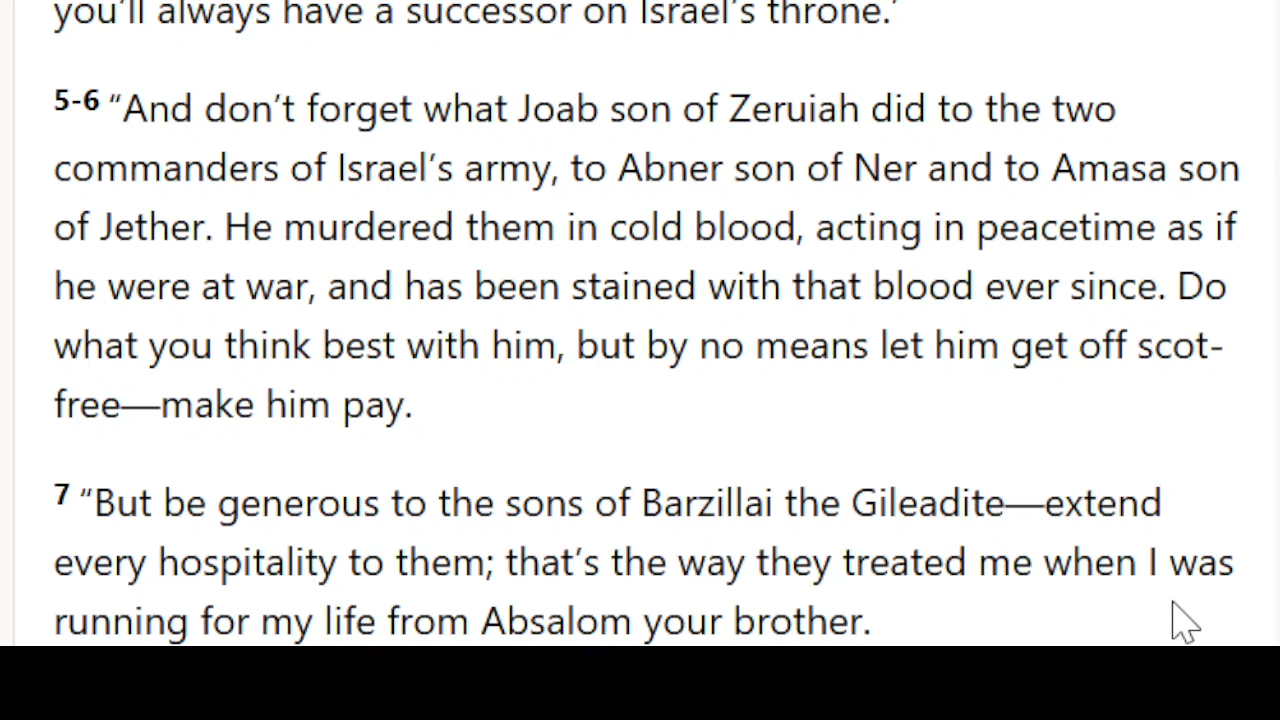 you’ll always have a successor on Israel’s throne.’
5-6 “And don’t forget what Joab son of Zeruiah did to the two
commanders of Israel’s army, to Abner son of Ner and to Amasa son
of Jether. He murdered them in cold blood, acting in peacetime as if
he were at war, and has been stained with that blood ever since. Do
what you think best with him, but by no means let him get off scot-
free—make him pay.
7 “But be generous to the sons of Barzillai the Gileadite—extend
every hospitality to them; that’s the way they treated me when I was
running for my life from Absalom your brother.